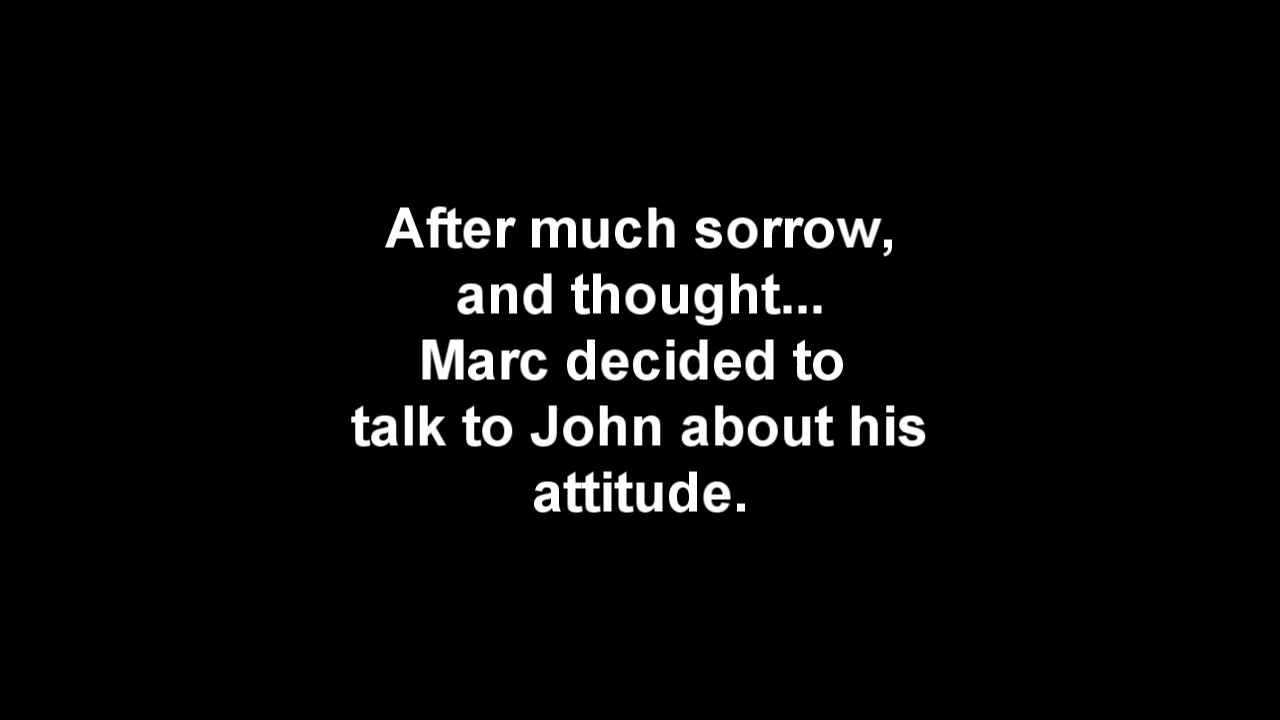 After much sorrow,
and thought...
Marc decided to
talk to John about his
attitude.